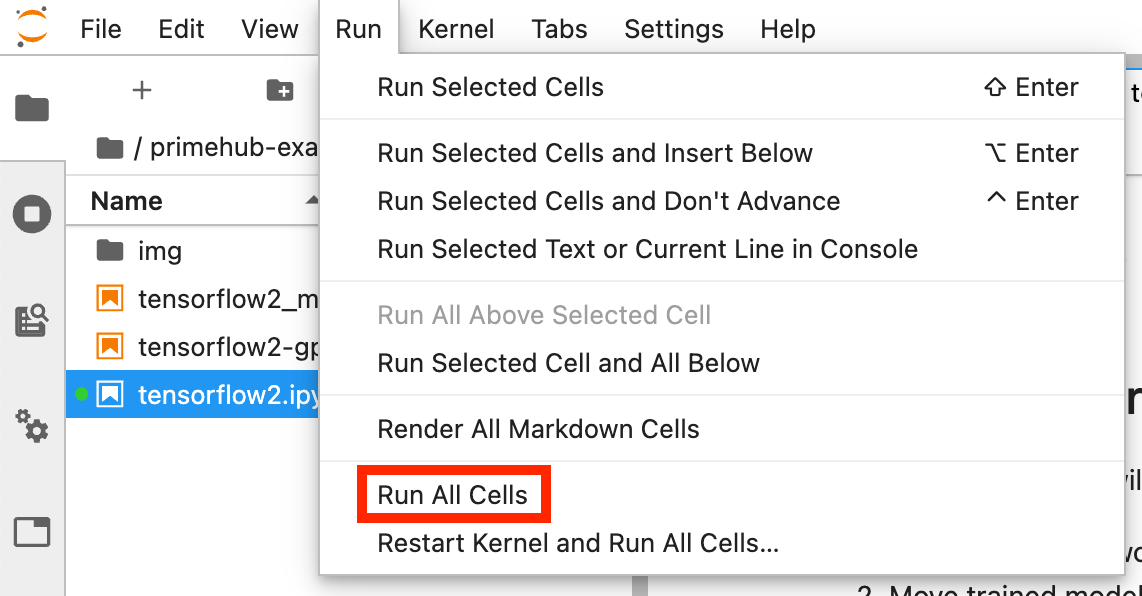 File Edit View Run Kernel Tabs Settings Help
Run Selected Cells ⇧ Enter
/ primehub-exa
Run Selected Cells and Insert Below ⌥ Enter
Name
Run Selected Cells and Don't Advance ^ Enter
img
Run Selected Text or Current Line in Console
tensorflow2_m
Run All Above Selected Cell
tensorflow2-gp
Run Selected Cell and All Below
tensorflow2.ipy
Render All Markdown Cells
Run All Cells
Restart Kernel and Run All Cells...
2. Move trained model